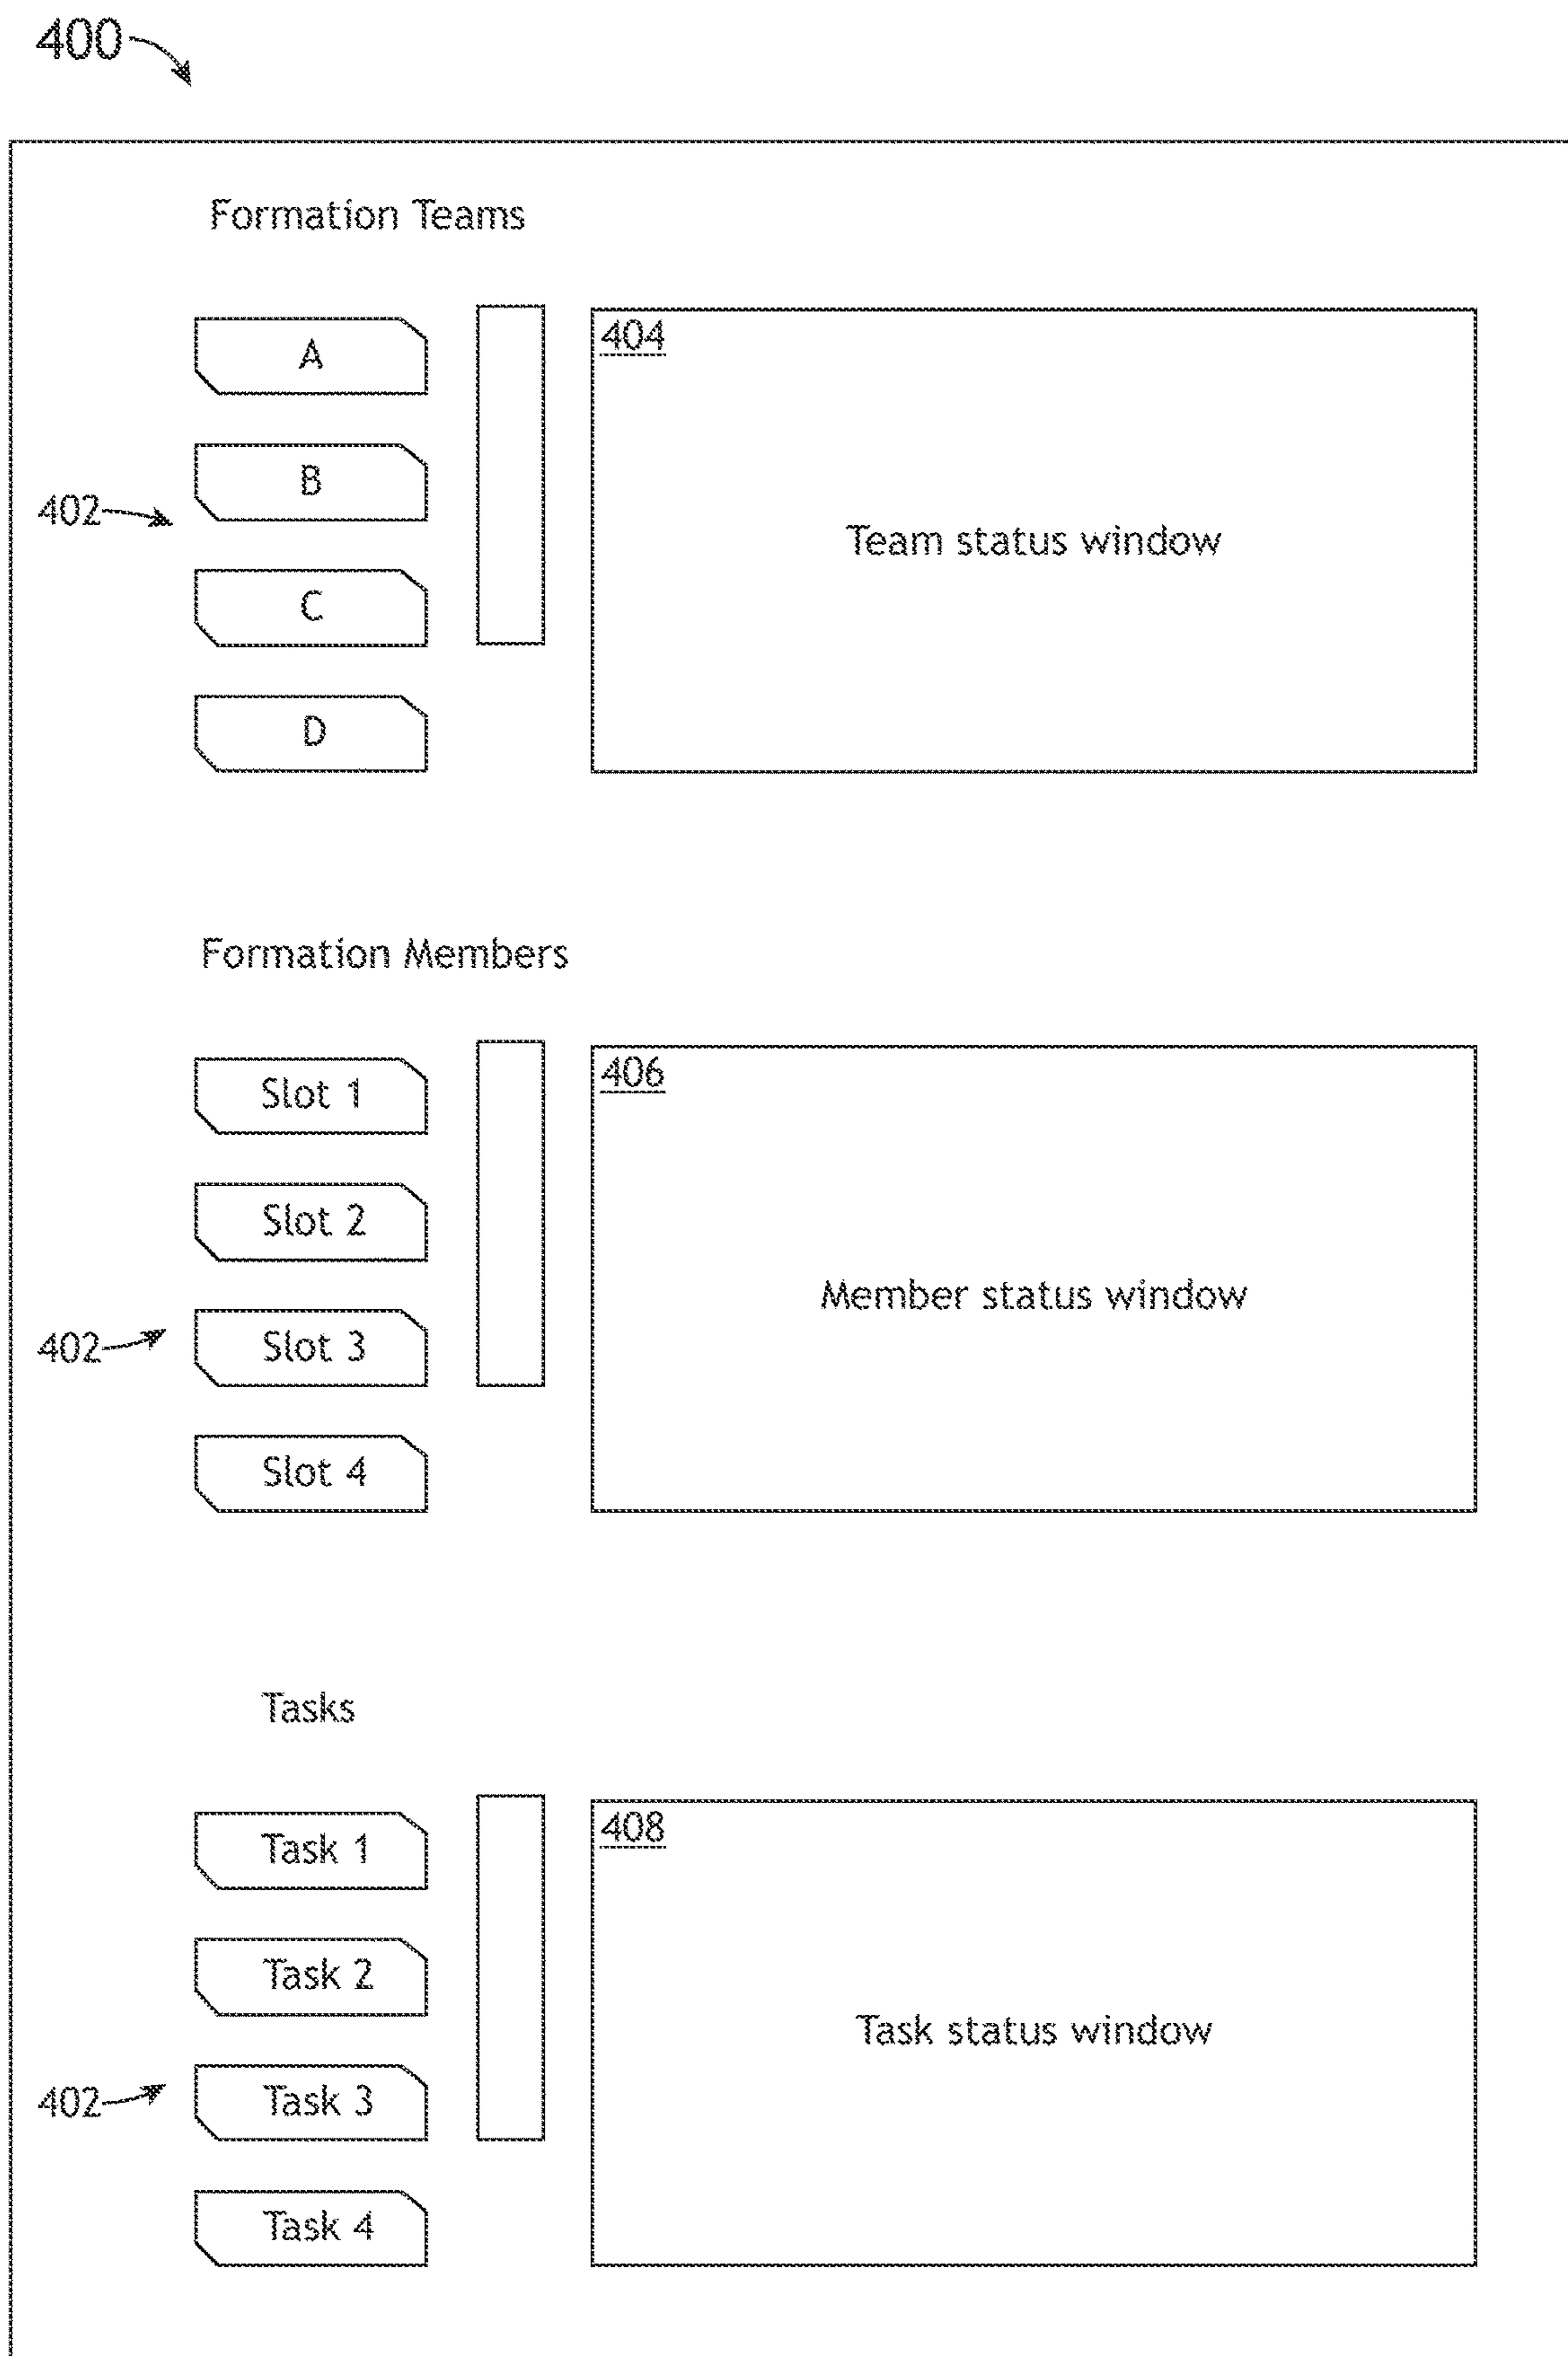 400
Formation Teams
A
404
B
402
Team status window
C
D
Formation Members
Slot 1
406
Slot 2
Member status window
Slot 3
402
Slot 4
Tasks
Task 1
408
Task 2
Task status window
Task 3
402
Task 4